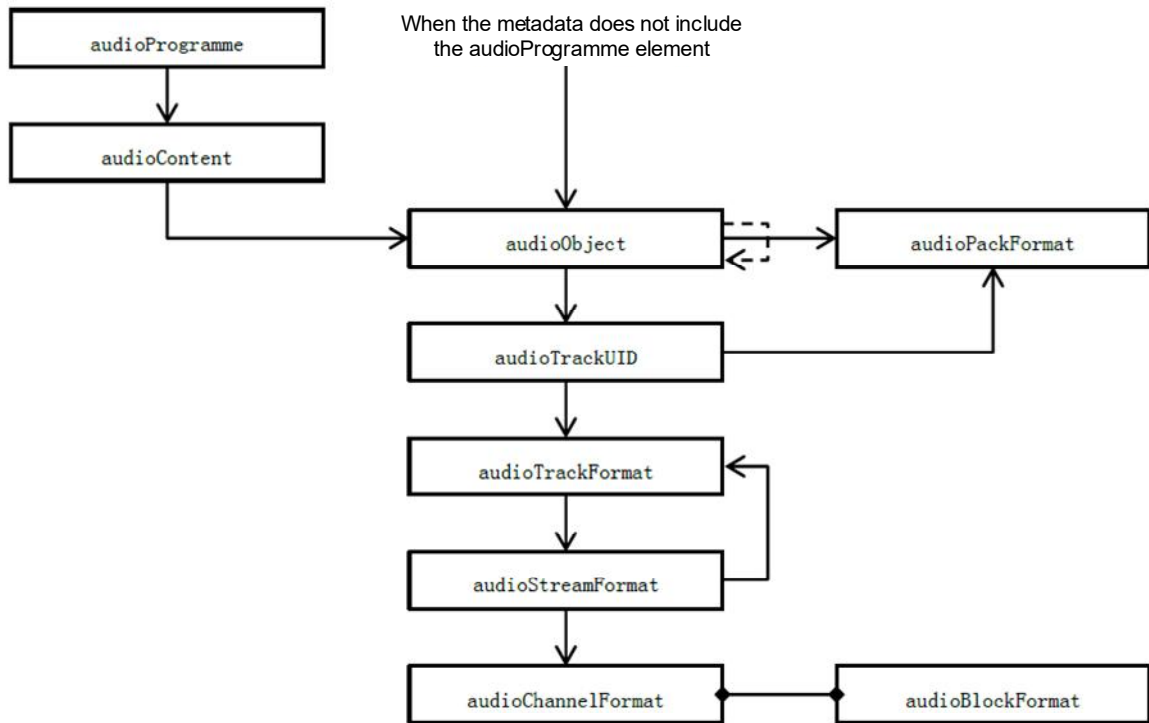 audioProgramme
When the metadata does not include
the audioProgramme element
audioContent
audioObject
audioPackFormat
audioTrackUID
audioTrackFormat
audioStreamFormat
audioChannelFormat
audioBlockFormat